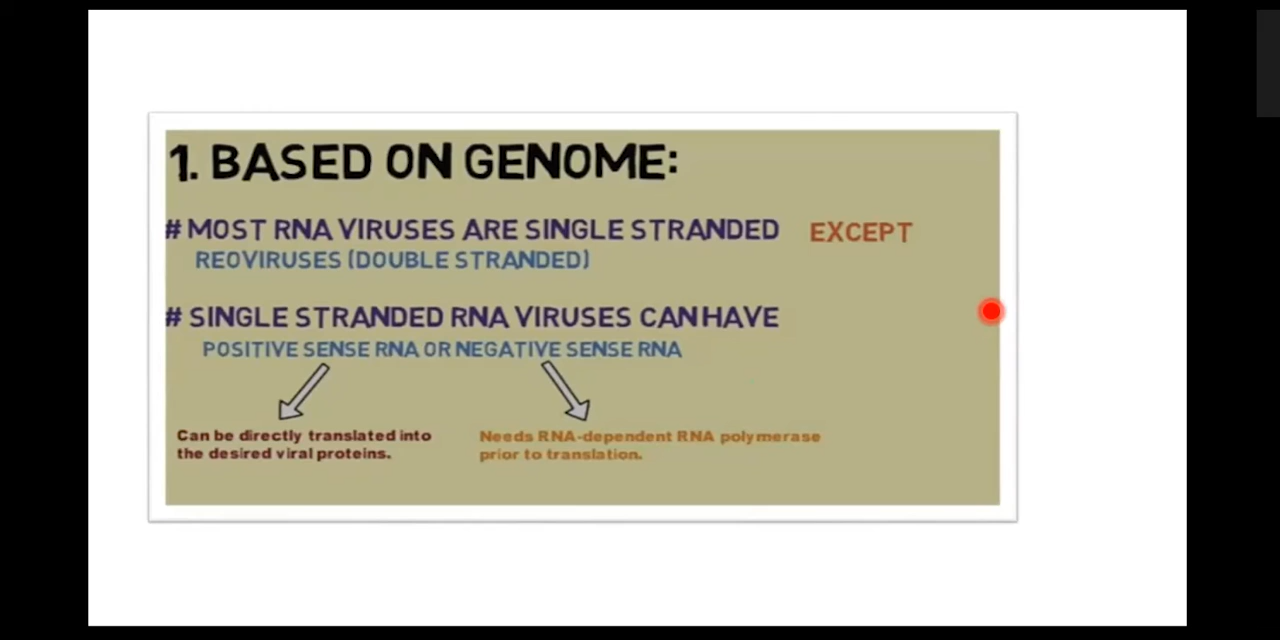 1. BASED ON GENOME:
# MOST RNA VIRUSES ARE SINGLE STRANDED EXCEPT
REOVIRUSES (DOUBLE STRANDED)
# SINGLE STRANDED RNA VIRUSES CAN HAVE
POSITIVE SENSE RNA OR NEGATIVE SENSE RNA
Can be directly translated into
the desired viral proteins.
Needs RNA-dependent RNA polymerase
prior to translation.